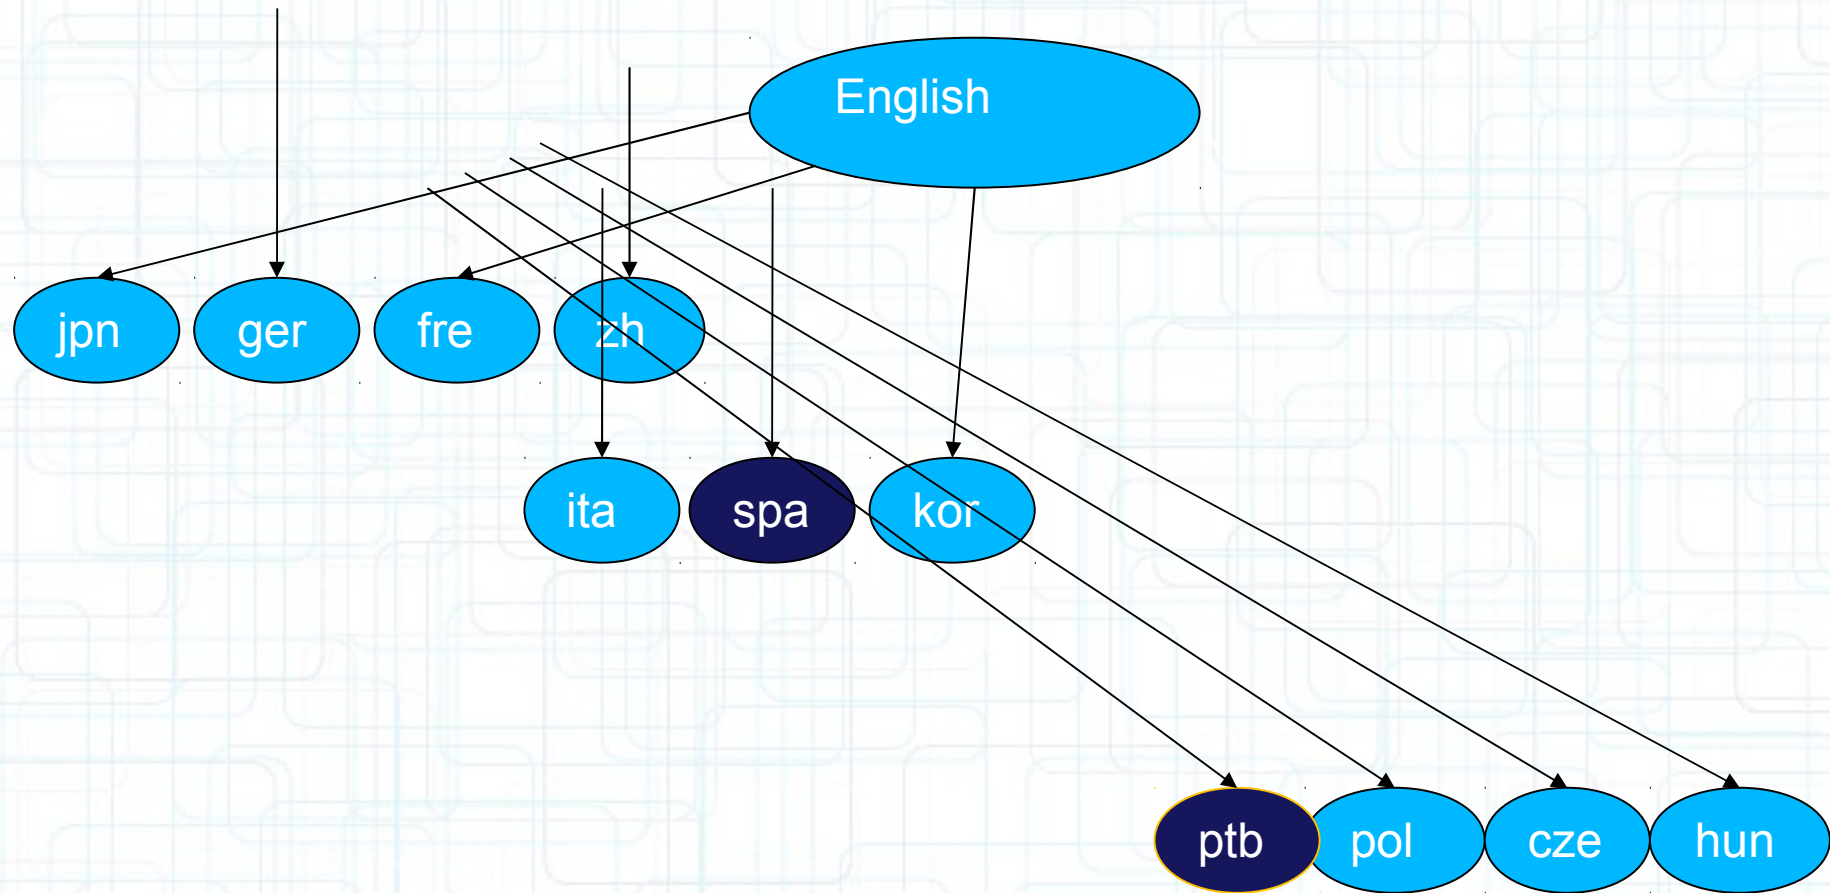 English
jpn
ger
fre
zh
ita
spa
kor
ptb
pol
cze
hun